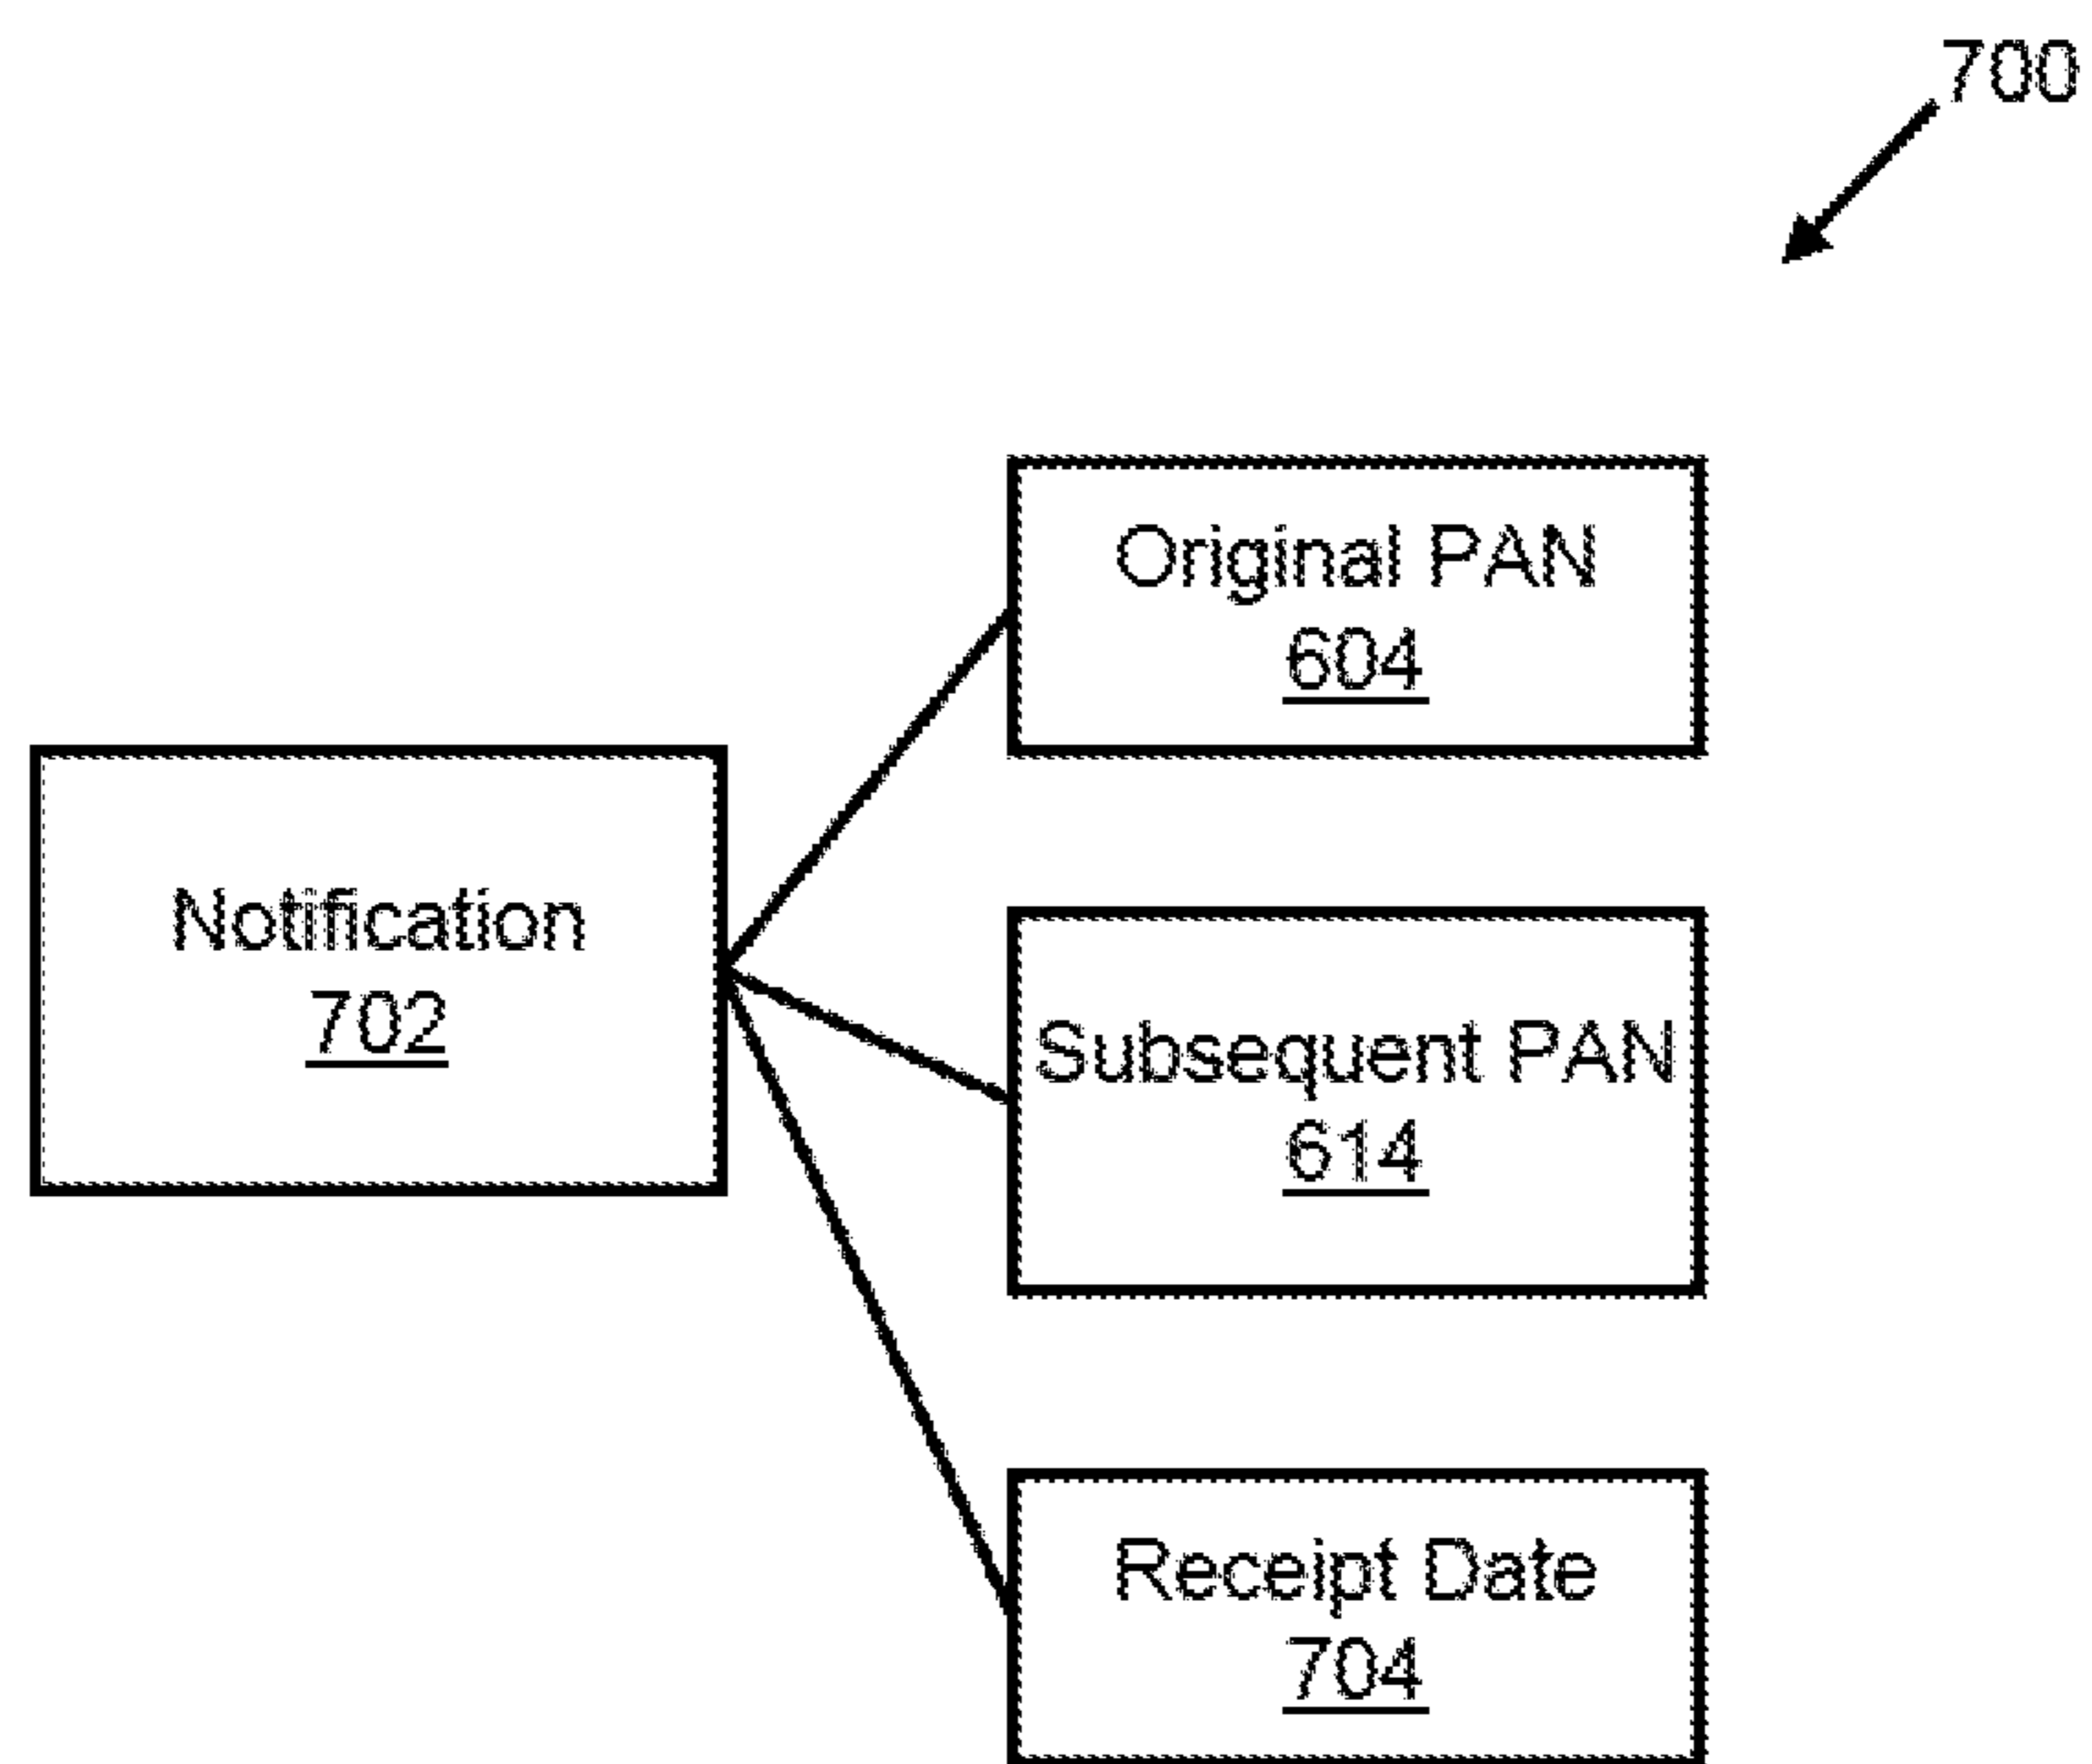 700
Original PAN
604
Notification
702
Subsequent PAN
614
Receipt Date
704